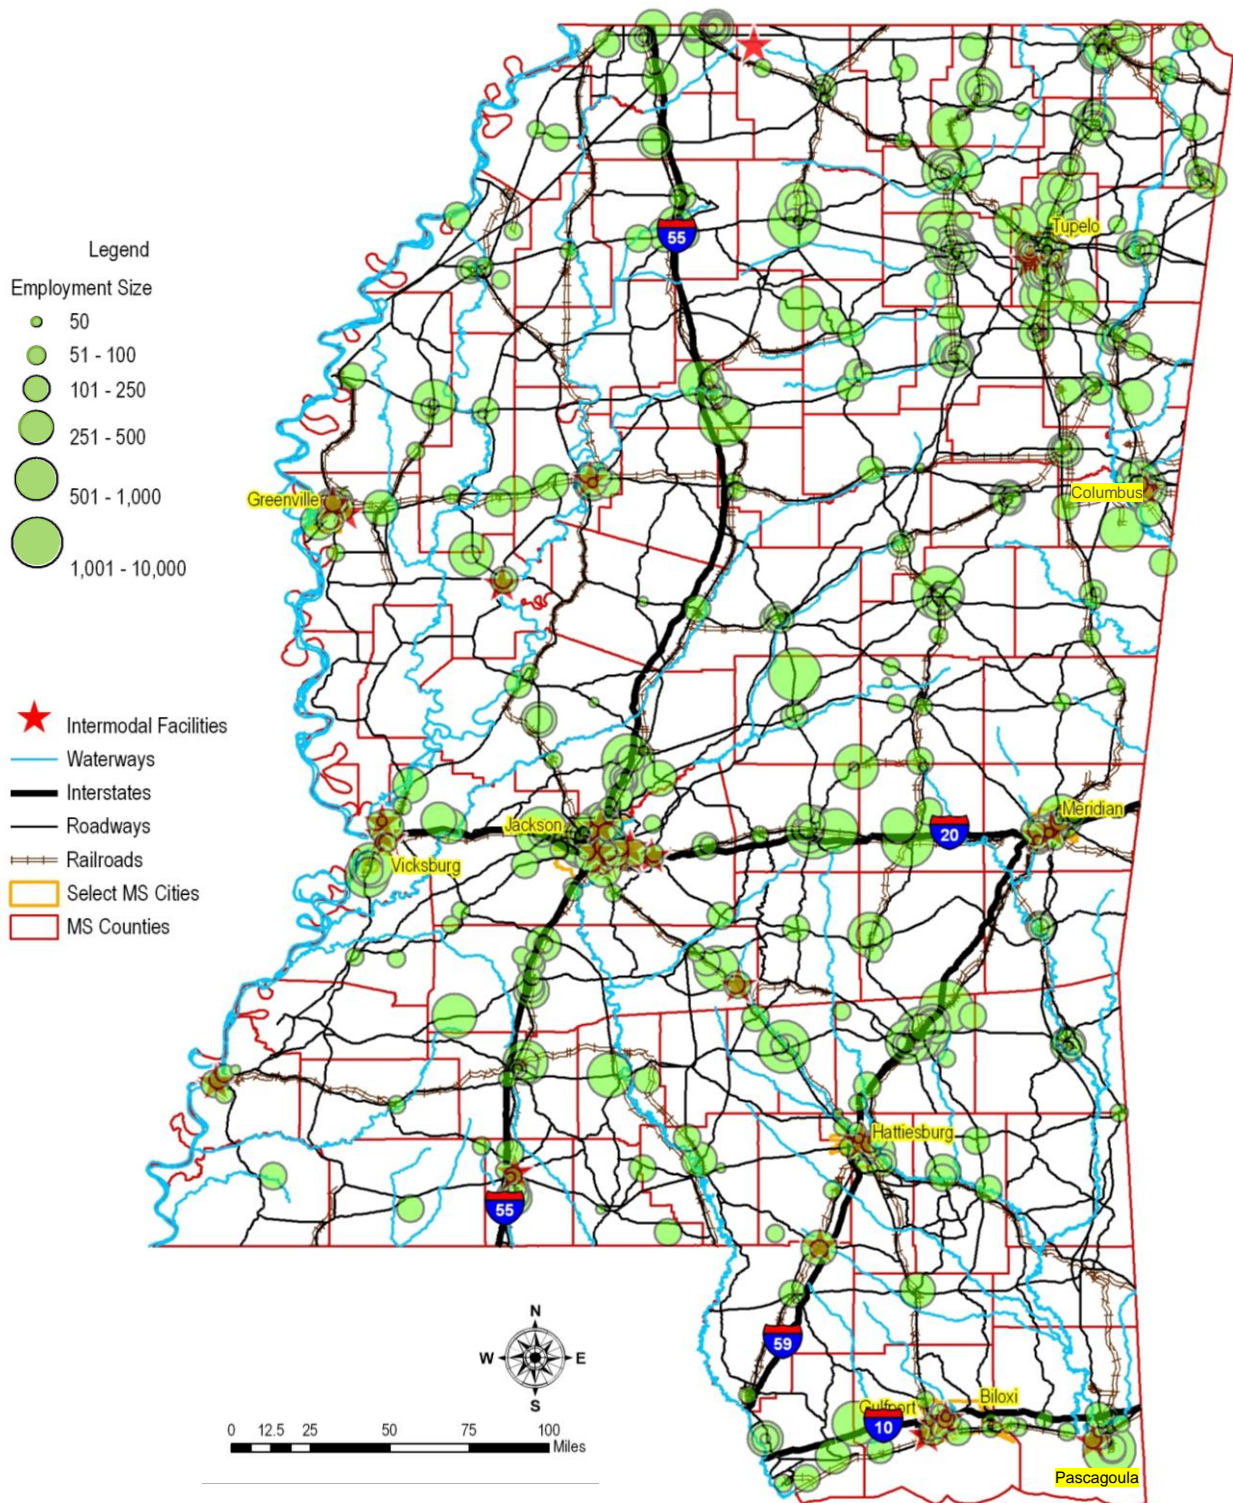 Legend
Employment Size
50
51 - 100
101 - 250
251 - 500
501 - 1,000
1,001 - 10,000
Intermodal Facilities
Waterways
Interstates
Roadways
Railroads
Select MS Cities
MS Counties
55
Tupelo
Greenville
Columbus
Jackson
20
Meridian
Vicksburg
Hattiesburg
55
59
Gulfport
10
Biloxi
Pascagoula
N
W
E
S
0 12.5 25 50 75 100
Miles